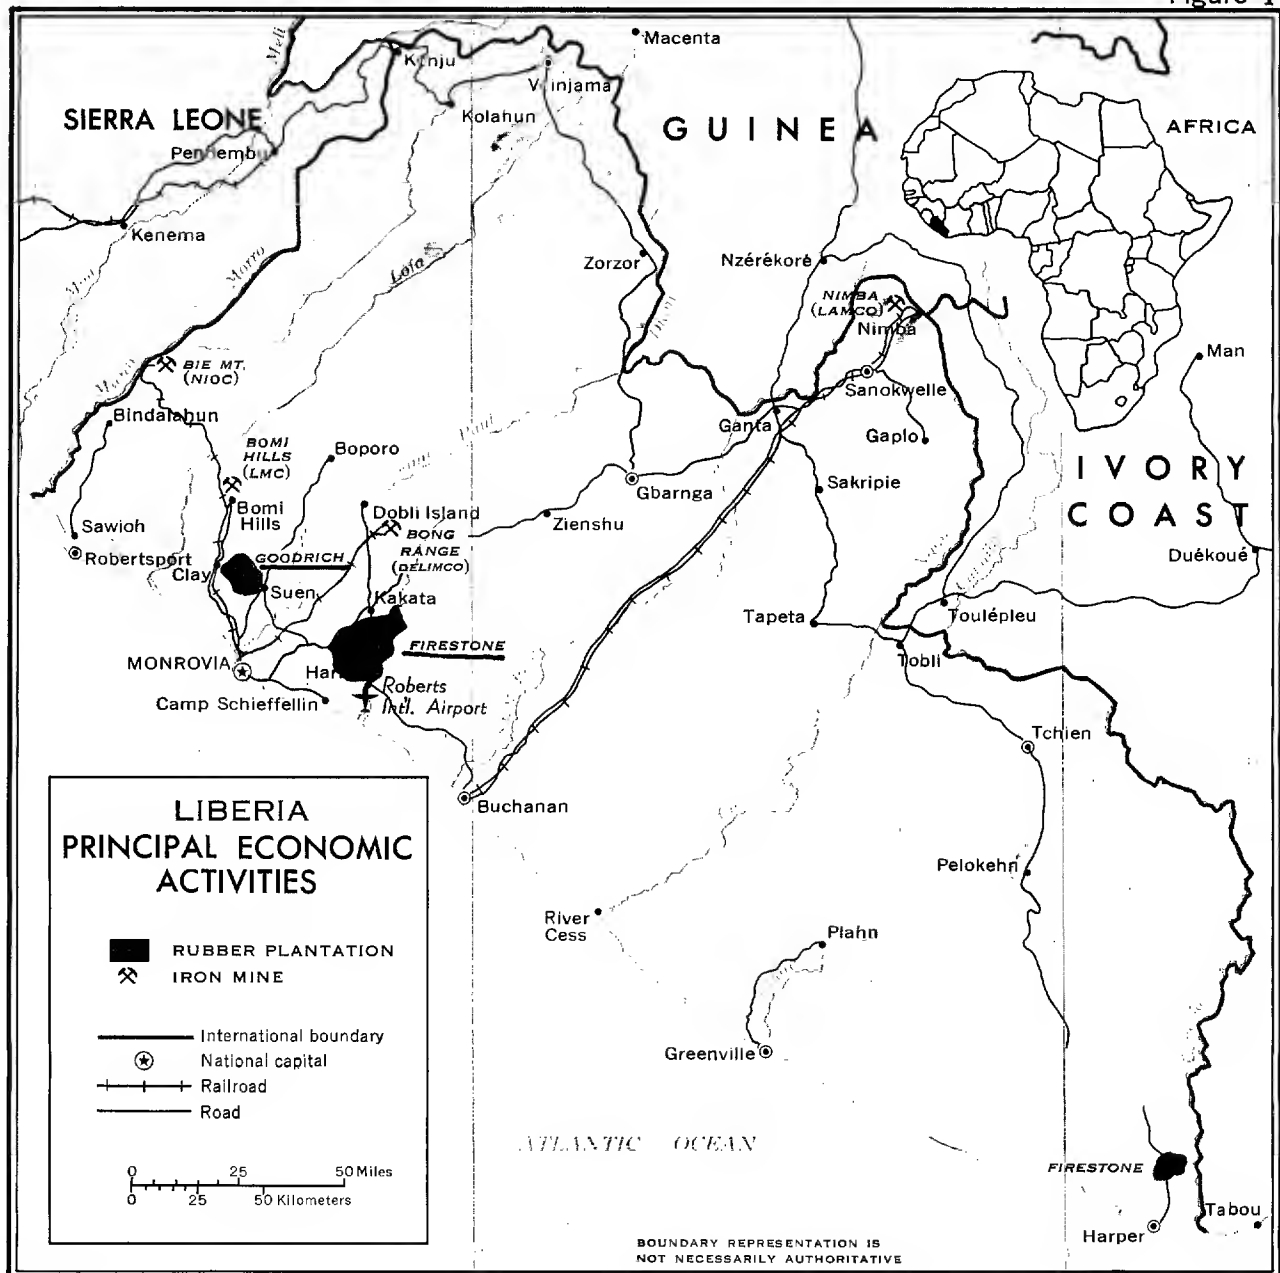 Figure 1
Macenta
Meli
Vinjama
Kolahun
SIERRA LEONE
GUINEA
AFRICA
Pendembu
Kenema
Morro
Lofa
Zorzor
Nzérékoré
NIMBA
(LAMCO)
Nimba
Man
BIE MT.
(NIOC)
Sanokwelle
Bindalahun
Ganta
Gaplo
BOMI
HILLS
(LMC)
Boporo
Paul
IVORY
COAST
Gbarnga
Sakripie
Bomi
Hills
Dobli Island
Zienshu
Sawioh
BONG
RANGE
(DELIMCO)
Robertsport
GOODRICH
Duékoué
Clay
Suen
Kakata
Toulépleu
Tapeta
FIRESTONE
MONROVIA
Tobli
Roberts
Intl. Airport
Camp Schieffelin
Tchien
Buchanan
LIBERIA
PRINCIPAL ECONOMIC
ACTIVITIES
RUBBER PLANTATION
IRON MINE
International boundary
National capital
Railroad
Road
0 25 50 Miles
0 25 50 Kilometers
Pelokehn
River
Cess
Plahn
Greenville
ATLANTIC OCEAN
FIRESTONE
Tabou
Harper
BOUNDARY REPRESENTATION IS
NOT NECESSARILY AUTHORITATIVE